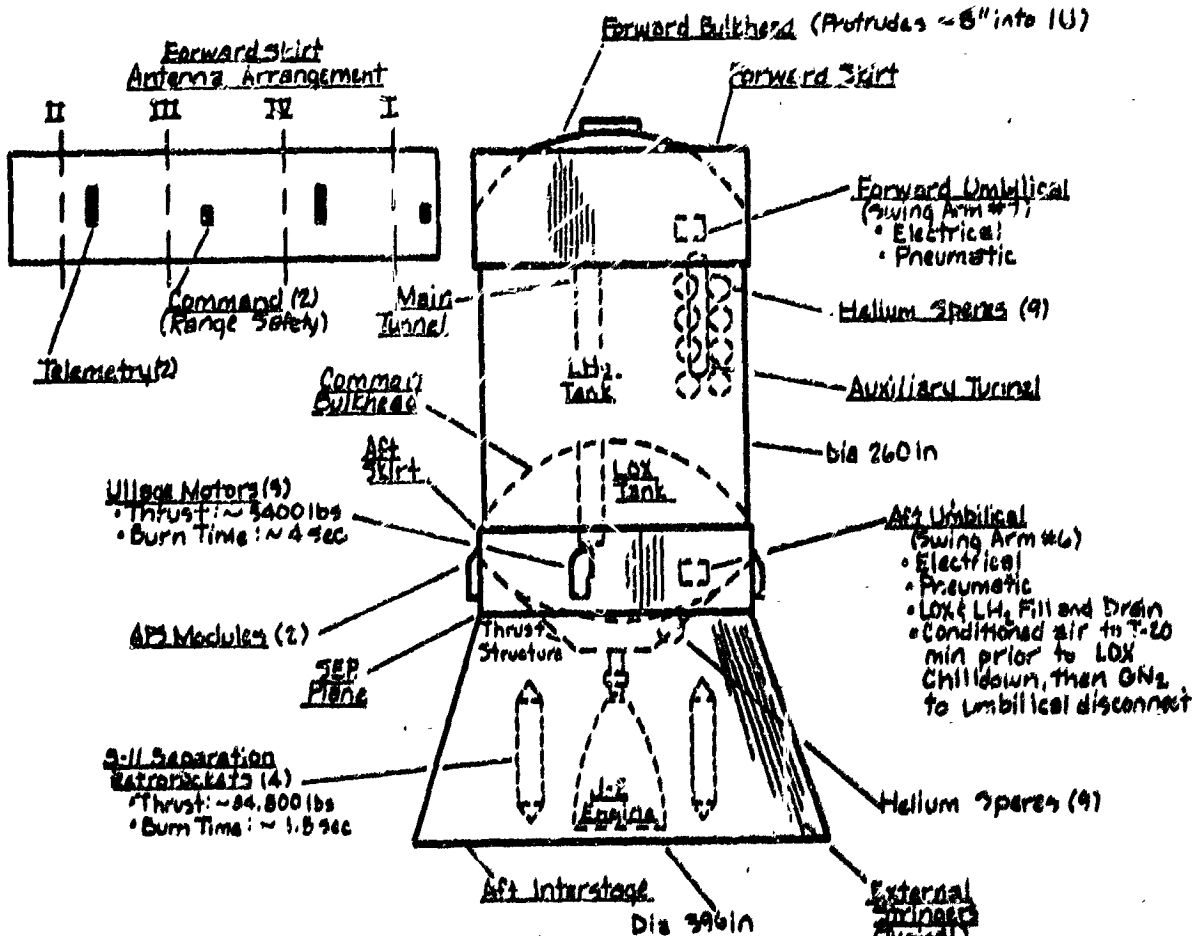 Forward Bulkhead (Protrudes ~8" into IU)
Forward Skirt
Antenna Arrangement
II III IV I
Forward Skirt
Forward Umbilical
(Swing Arm #7)
• Electrical
• Pneumatic
Command (2)
(Range Safety)
Telemetry (2)
Main
Tunnel
Helium Speres (9)
LH₂
Tank
Auxiliary Tunnel
Common
Bulkhead
Dia 260 in
Aft
Skirt
LOX
Tank
Ullage Motors (3)
• Thrust: ~3400 lbs
• Burn Time: ~4 sec
Aft Umbilical
(Swing Arm #6)
• Electrical
• Pneumatic
• LOX & LH₂ Fill and Drain
• Conditioned air to T-20
min prior to LOX
Chilldown, then GN₂
to umbilical disconnect
APS Modules (2)
Thrust
Structure
SEP
Plane
S-II Separation
Retrorockets (4)
• Thrust: ~34,800 lbs
• Burn Time: ~1.5 sec
J-2
Engine
Helium Speres (9)
Aft Interstage
Dia 396 in
External
Stringers